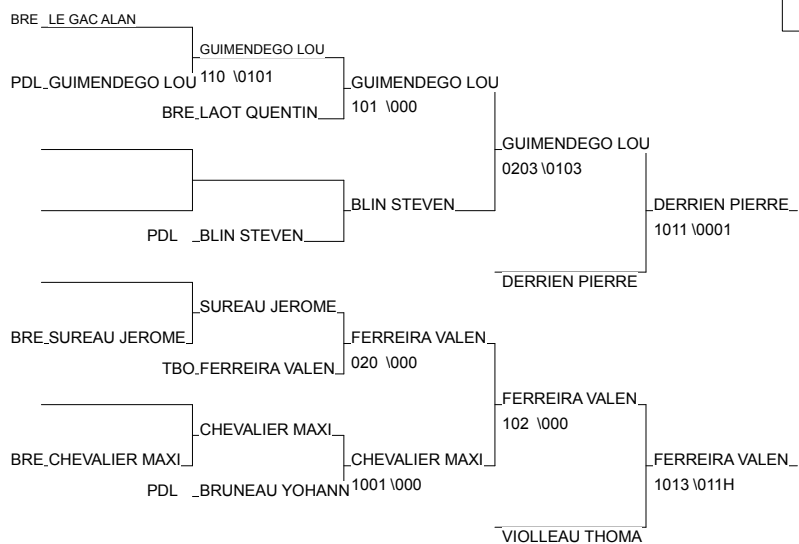 BRE LE GAC ALAN
GUIMENDEGO LOU
PDL GUIMENDEGO LOU 110 \0101 GUIMENDEGO LOU
BRE LAOT QUENTIN 101 \000
GUIMENDEGO LOU
0203 \0103
BLIN STEVEN DERRIEN PIERRE
1011 \0001
PDL BLIN STEVEN
DERRIEN PIERRE
SUREAU JEROME
BRE SUREAU JEROME FERREIRA VALEN
020 \000
TBO FERREIRA VALEN
FERREIRA VALEN
102 \000
CHEVALIER MAXI
BRE CHEVALIER MAXI CHEVALIER MAXI FERREIRA VALEN
PDL BRUNEAU YOHANN 1001 \000 1013 \011H
VIOLLEAU THOMA